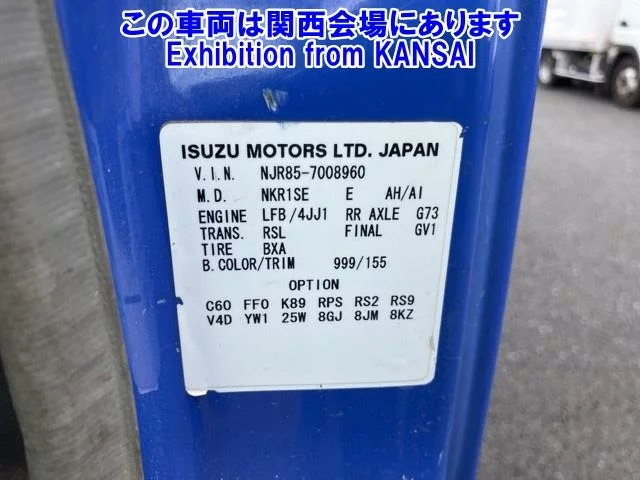 この車両は関西会場にあります
Exhibition from KANSAI
ISUZU MOTORS LTD. JAPAN
V.I.N. NJR85-7008960
M.D. NKR1SE E AH/AI
ENGINE LFB/4JJ1 RR AXLE G73
TRANS. RSL FINAL GV1
TIRE BXA
B.COLOR/TRIM 999/155
OPTION
C60 FF0 K89 RPS RS2 RS9
V4D YW1 25W 8GJ 8JM 8KZ